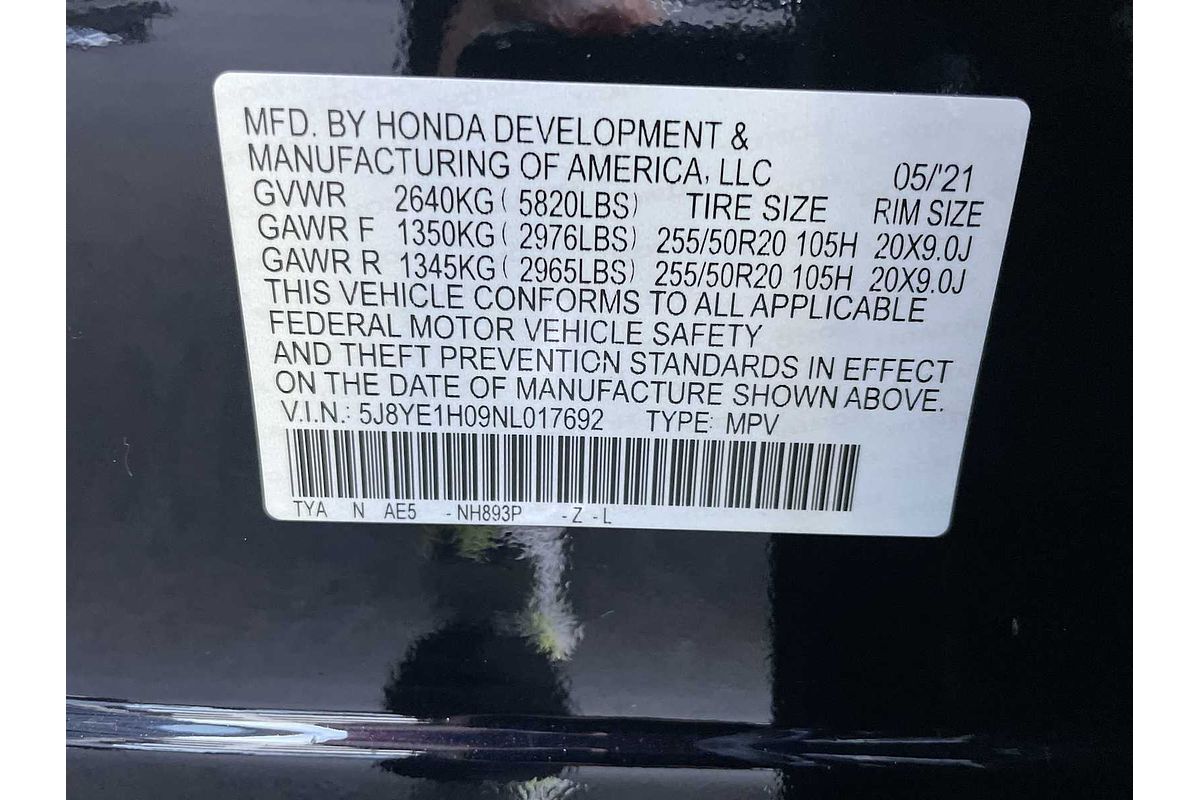 MFD. BY HONDA DEVELOPMENT &
MANUFACTURING OF AMERICA, LLC 05/'21
GVWR 2640KG ( 5820LBS) TIRE SIZE RIM SIZE
GAWR F 1350KG ( 2976LBS) 255/50R20 105H 20X9.0J
GAWR R 1345KG ( 2965LBS) 255/50R20 105H 20X9.0J
THIS VEHICLE CONFORMS TO ALL APPLICABLE
FEDERAL MOTOR VEHICLE SAFETY
AND THEFT PREVENTION STANDARDS IN EFFECT
ON THE DATE OF MANUFACTURE SHOWN ABOVE.
V.I.N.: 5J8YE1H09NL017692 TYPE: MPV
TYA N AE5 -NH893P -Z -L